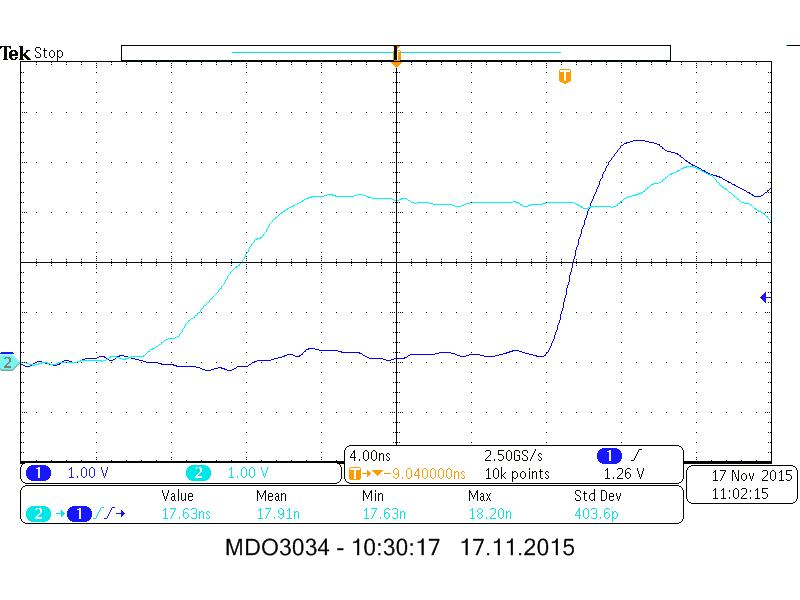 Tek Stop
T
2
1 1.00 V 2 1.00 V
4.00ns 2.50GS/s 1
T→▼−9.040000ns 10k points 1.26 V
17 Nov 2015
11:02:15
Value Mean Min Max Std Dev
2 → 1 17.63ns 17.91n 17.63n 18.20n 403.6p
MDO3034 - 10:30:17 17.11.2015